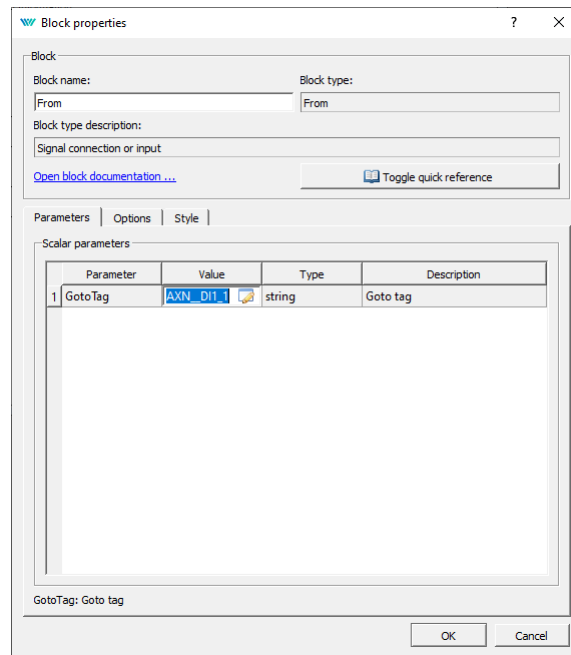 Block properties ?
Block
Block name: Block type:
From From
Block type description:
Signal connection or input
Open block documentation ... Toggle quick reference
Parameters Options Style
Scalar parameters
Parameter Value Type Description
1 GotoTag AXN__DI1_1 string Goto tag
GotoTag: Goto tag
OK Cancel